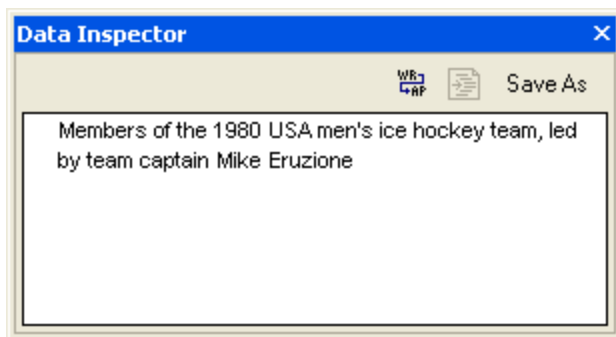 Data Inspector
WR
AP
Save As
Members of the 1980 USA men's ice hockey team, led
by team captain Mike Eruzione